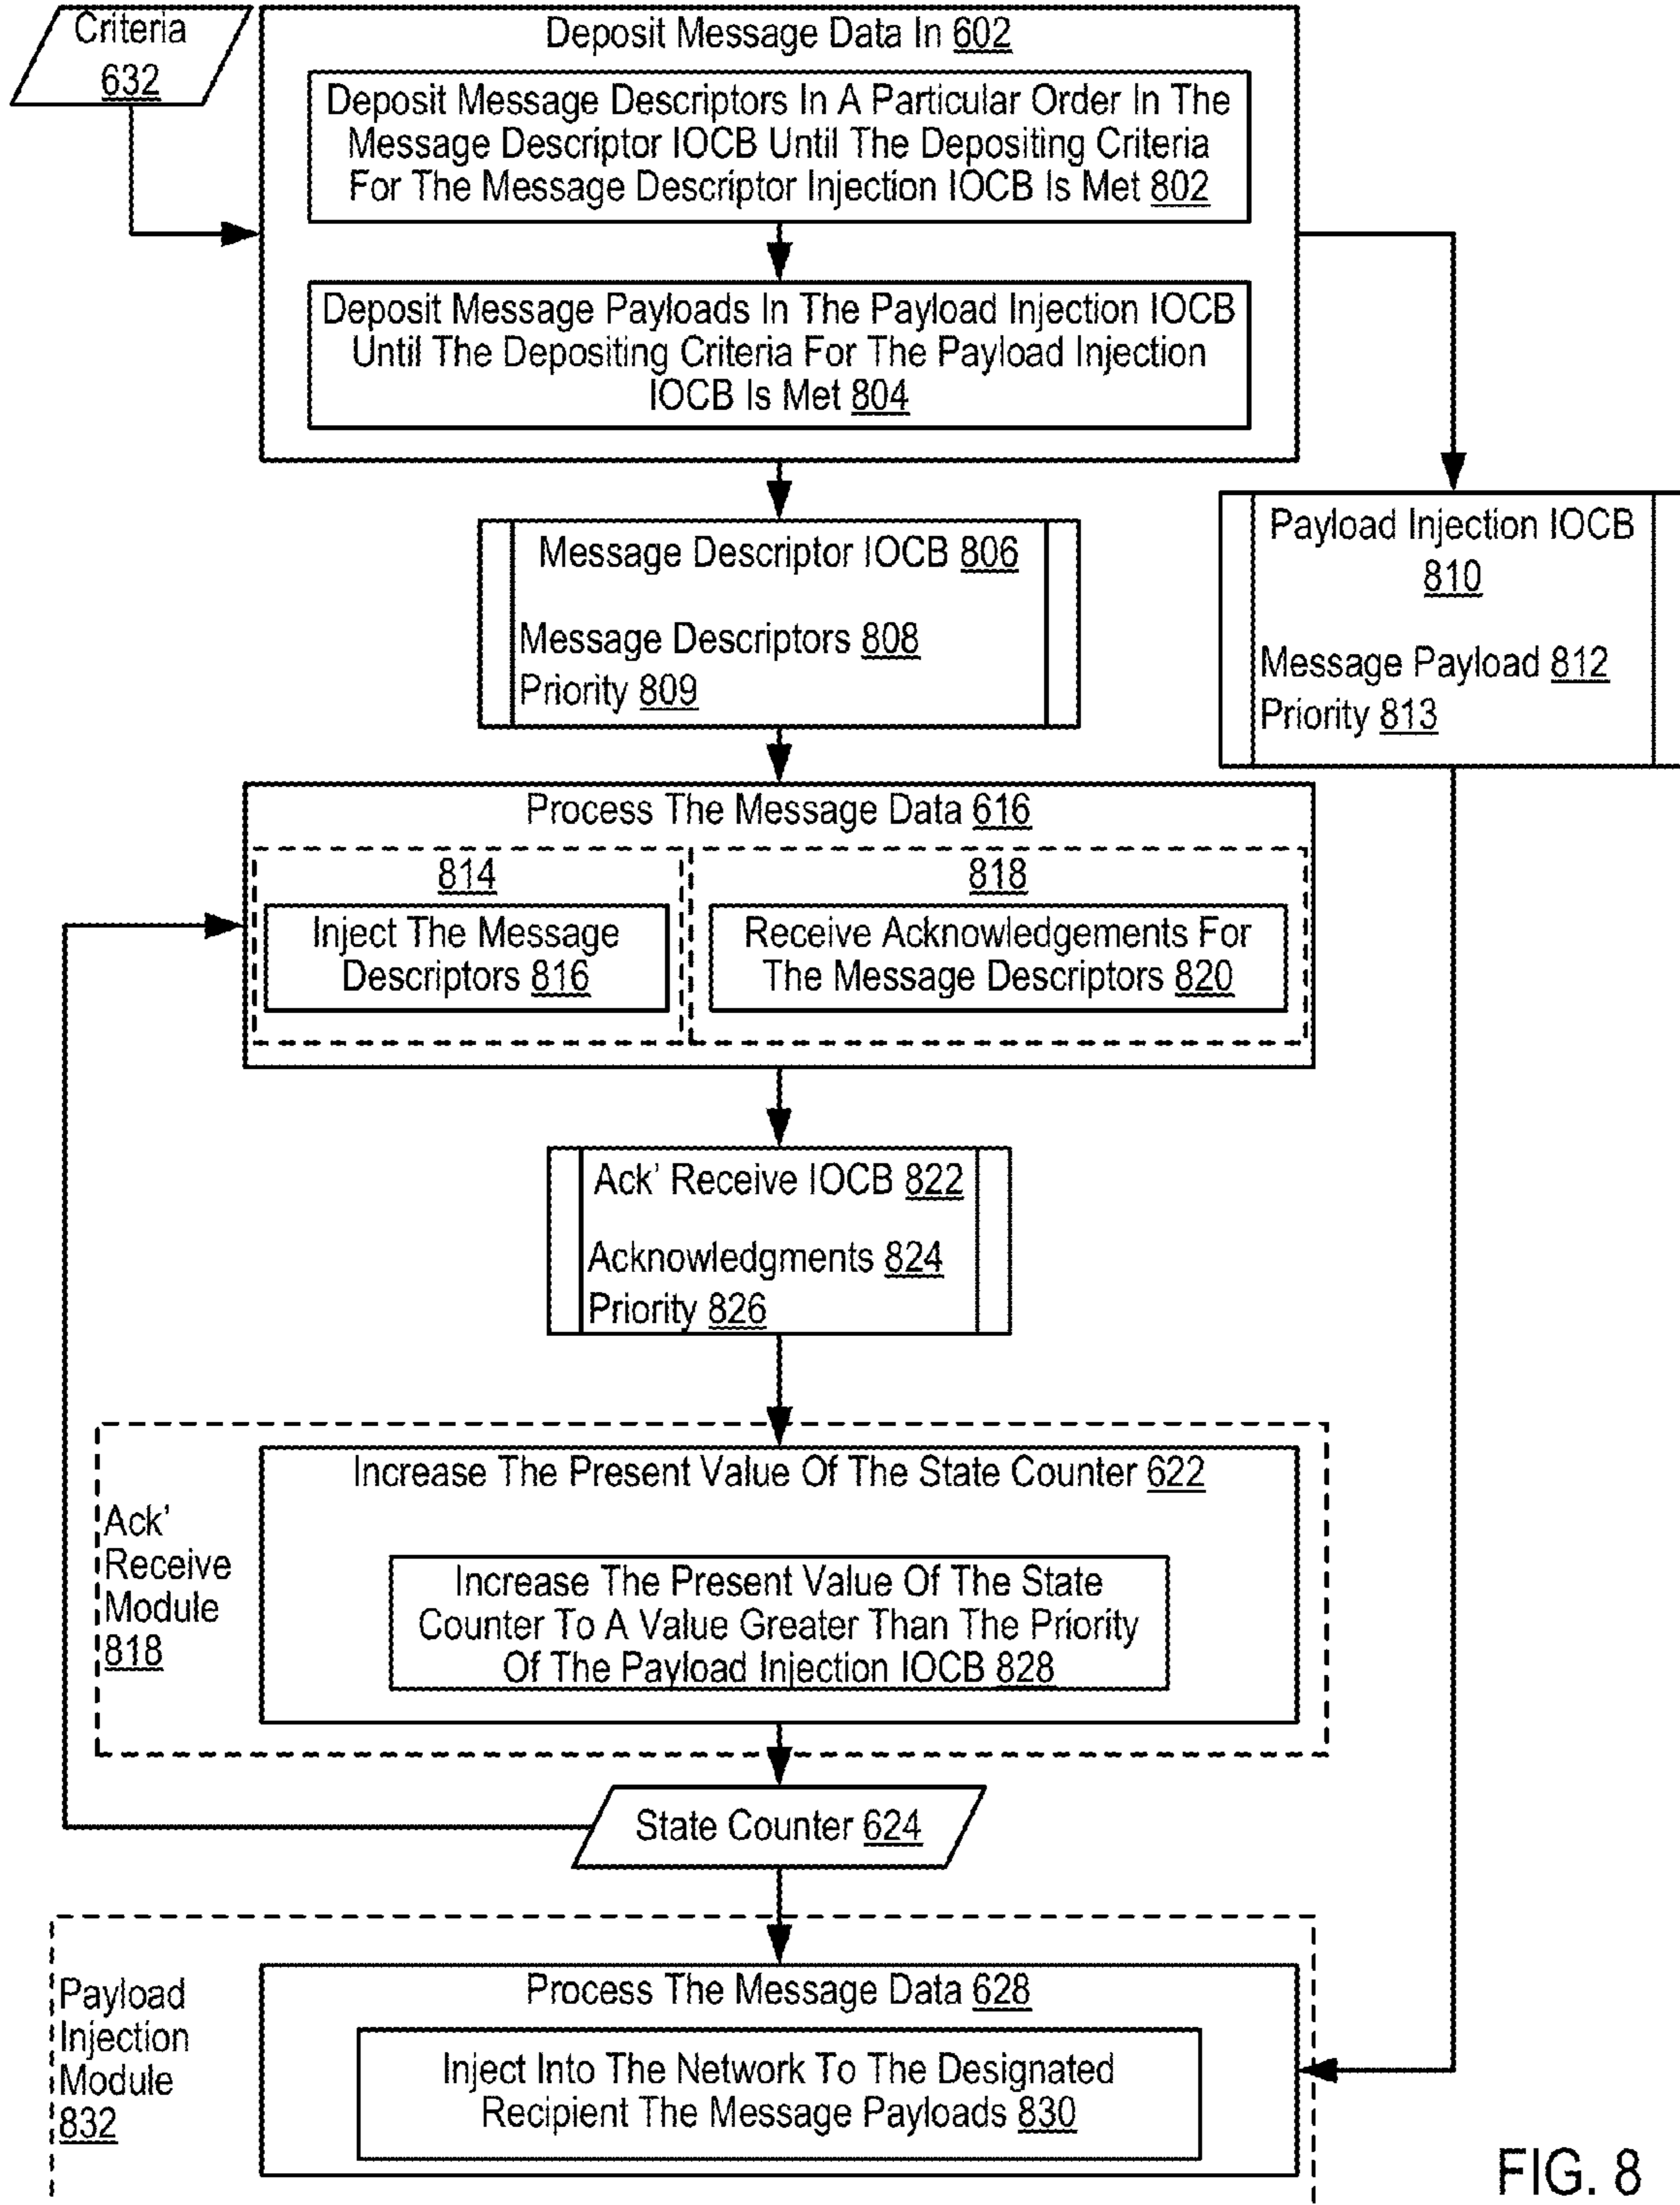 Criteria
632
Deposit Message Data In 602
Deposit Message Descriptors In A Particular Order In The
Message Descriptor IOCB Until The Depositing Criteria
For The Message Descriptor Injection IOCB Is Met 802
Deposit Message Payloads In The Payload Injection IOCB
Until The Depositing Criteria For The Payload Injection
IOCB Is Met 804
Message Descriptor IOCB 806
Message Descriptors 808
Priority 809
Payload Injection IOCB
810
Message Payload 812
Priority 813
Process The Message Data 616
814
Inject The Message
Descriptors 816
818
Receive Acknowledgements For
The Message Descriptors 820
Ack' Receive IOCB 822
Acknowledgments 824
Priority 826
Ack'
Receive
Module
818
Increase The Present Value Of The State Counter 622
Increase The Present Value Of The State
Counter To A Value Greater Than The Priority
Of The Payload Injection IOCB 828
State Counter 624
Payload
Injection
Module
832
Process The Message Data 628
Inject Into The Network To The Designated
Recipient The Message Payloads 830
FIG. 8